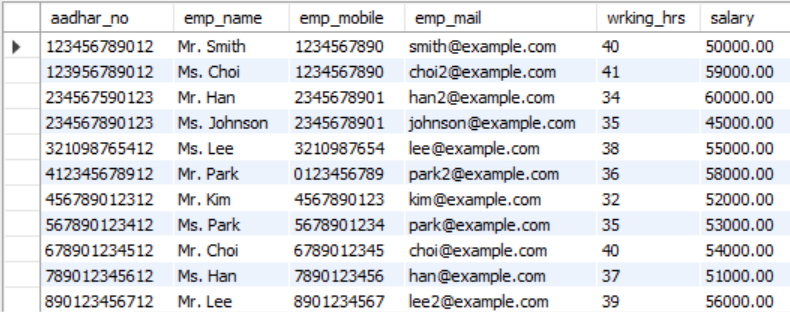 aadhar_no emp_name emp_mobile emp_mail wrking_hrs salary
123456789012 Mr. Smith 1234567890 smith@example.com 40 50000.00
123956789012 Ms. Choi 1234567890 choi2@example.com 41 59000.00
234567590123 Mr. Han 2345678901 han2@example.com 34 60000.00
234567890123 Ms. Johnson 2345678901 johnson@example.com 35 45000.00
321098765412 Ms. Lee 3210987654 lee@example.com 38 55000.00
412345678912 Mr. Park 0123456789 park2@example.com 36 58000.00
456789012312 Mr. Kim 4567890123 kim@example.com 32 52000.00
567890123412 Ms. Park 5678901234 park@example.com 35 53000.00
678901234512 Mr. Choi 6789012345 choi@example.com 40 54000.00
789012345612 Ms. Han 7890123456 han@example.com 37 51000.00
890123456712 Mr. Lee 8901234567 lee2@example.com 39 56000.00